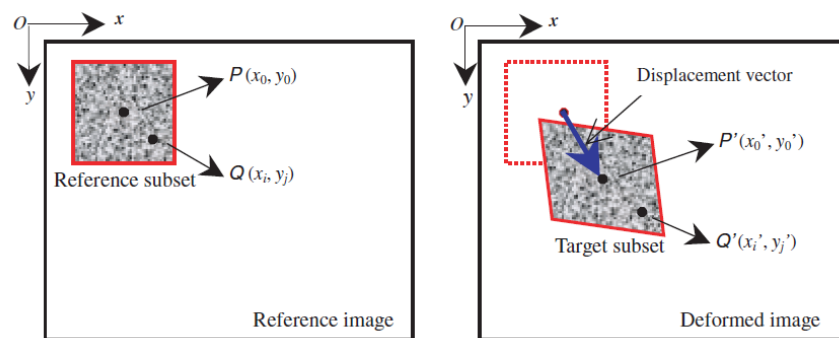 O x
y
P(x₀, y₀)
Q(xᵢ, yⱼ)
Reference subset
Reference image
O x
y
Displacement vector
P'(x₀', y₀')
Q'(xᵢ', yⱼ')
Target subset
Deformed image